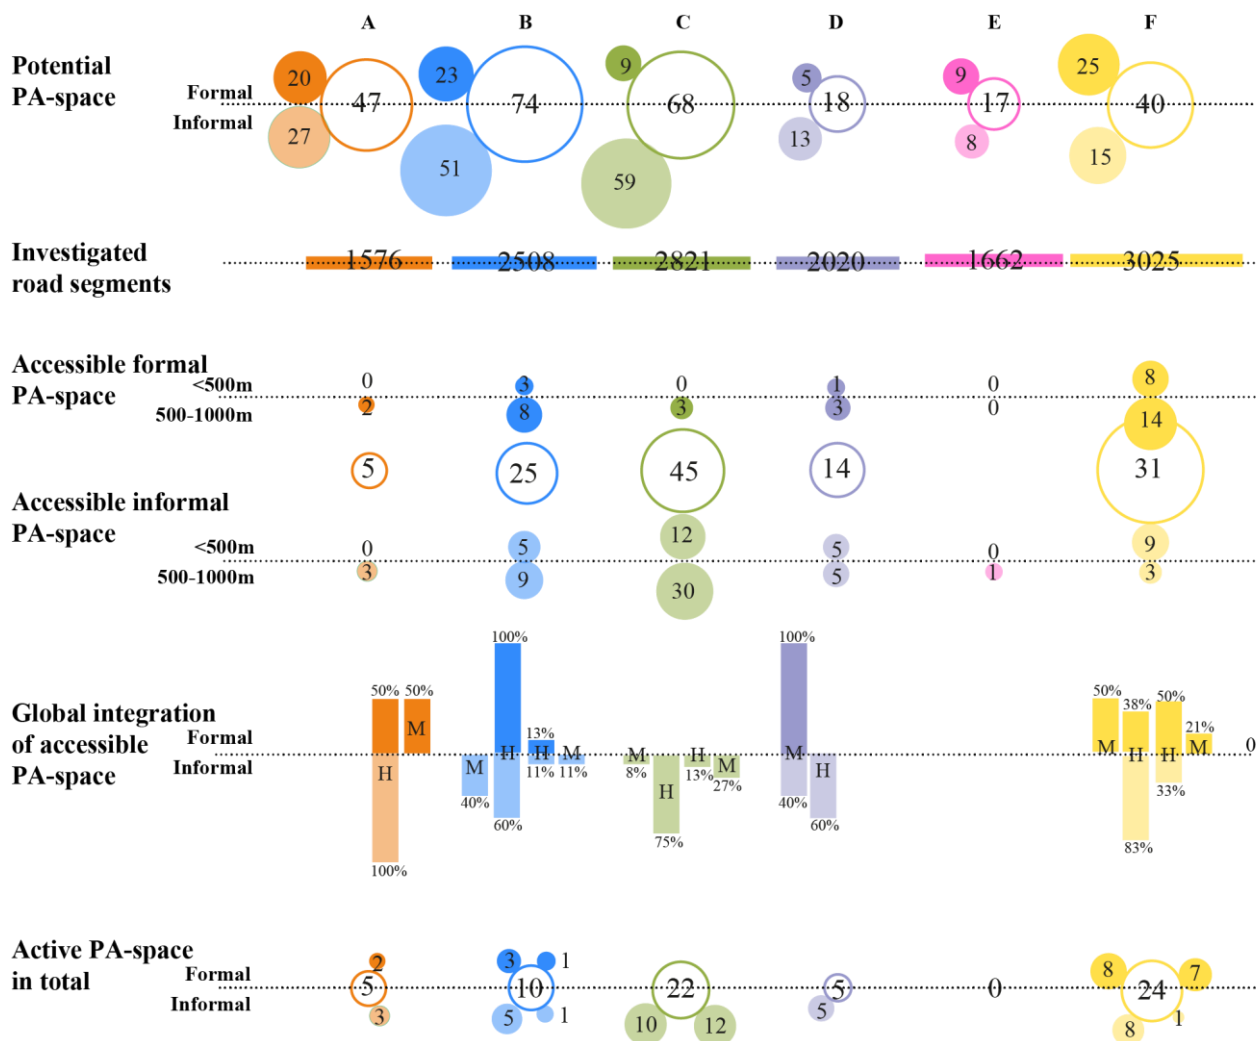 A B C D E F
Potential
PA-space
Formal
Informal
20 47 23 74 9 68 5 18 9 17 25 40
27 51 59 13 8 15
Investigated
road segments
1576 2508 2821 2020 1662 3025
Accessible formal
PA-space
<500m
0 3 0 1 0 8
500-1000m
2 8 3 3 0 14
5 25 45 14 31
Accessible informal
PA-space
<500m
0 5 12 5 0 9
500-1000m
3 9 30 5 1 3
Global integration
of accessible
PA-space
Formal
Informal
50% 50% 100% 13% 100% 50% 38% 50% 21%
H M M H H M M H H M M H M H H M 0
100% 40% 60% 11% 11% 8% 75% 13% 27% 40% 60% 83% 33%
Active PA-space
in total
Formal
Informal
2 3 1 8 7
5 10 22 5 0 24
3 5 1 10 12 5 8 1